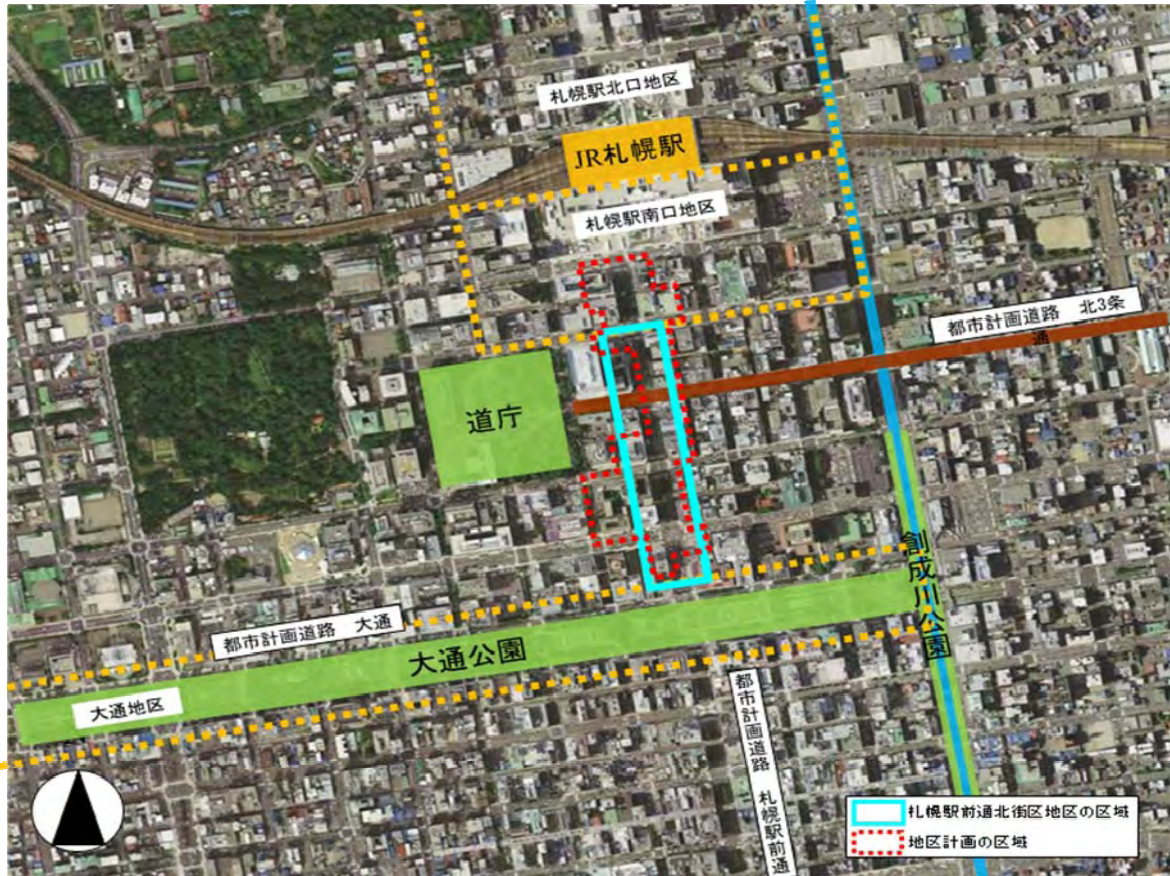 札幌駅北口地区
JR札幌駅
札幌駅南口地区
都市計画道路 北3条
通
道庁
創成川公園
都市計画道路 大通
大通公園
大通地区
都市計画道路 札幌駅前通
札幌駅前通北街区地区の区域
地区計画の区域